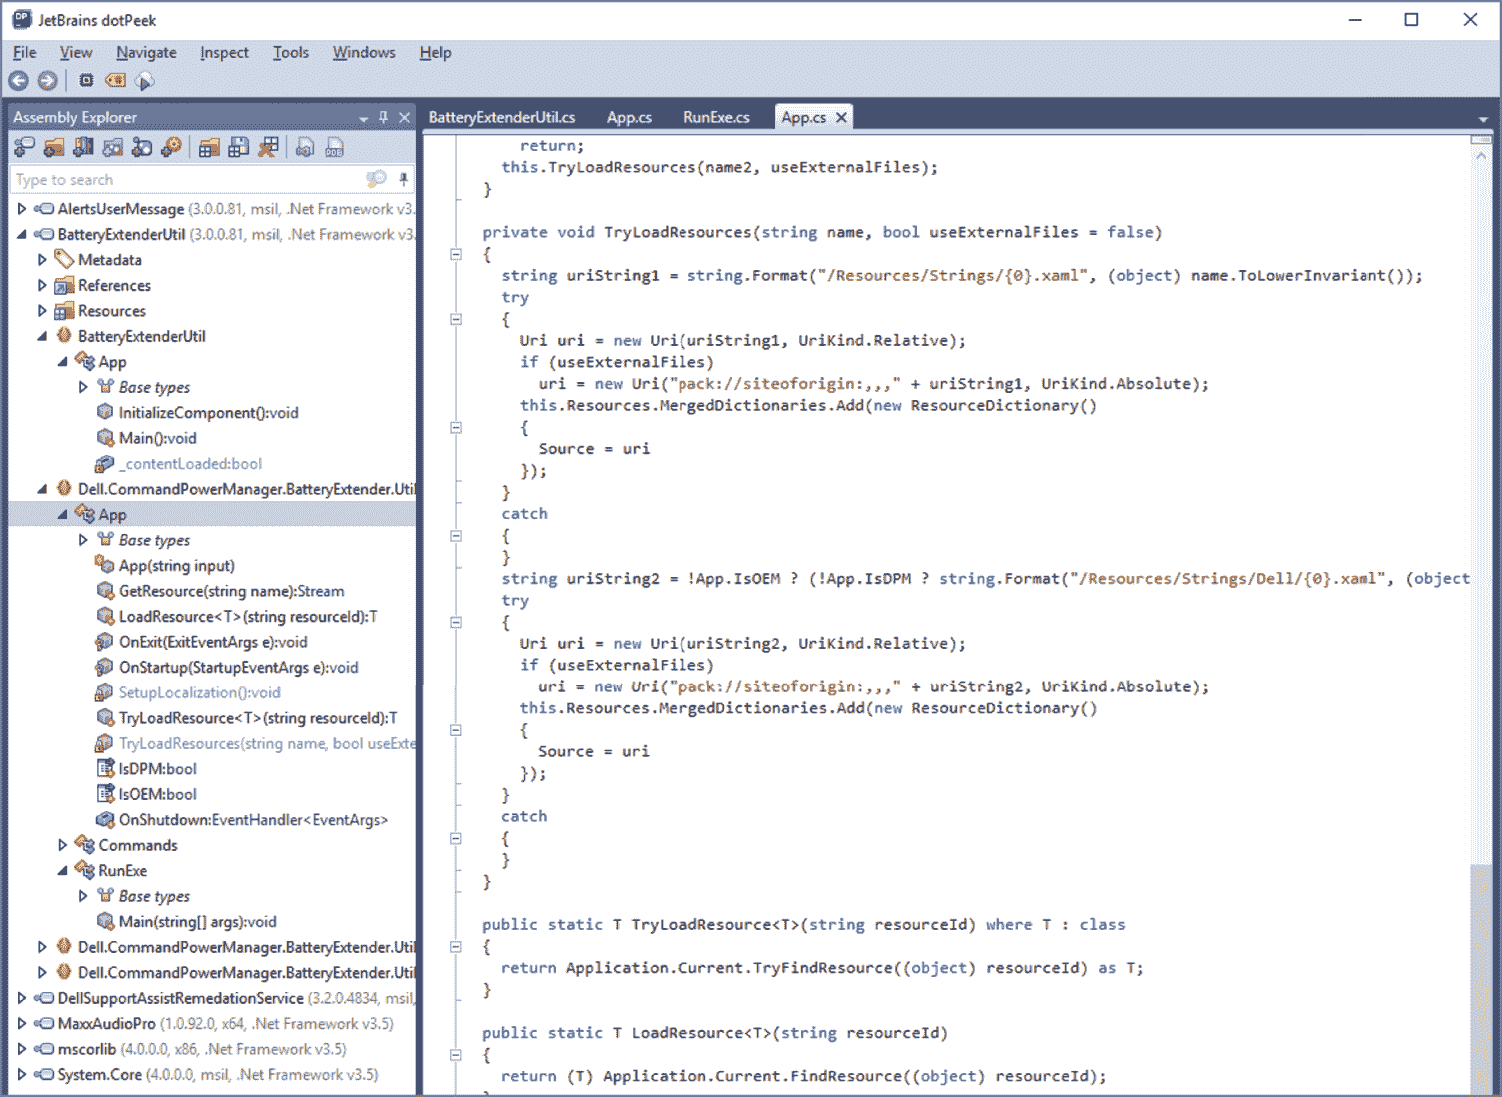 JetBrains dotPeek
File View Navigate Inspect Tools Windows Help
Assembly Explorer
Type to search
AlertsUserMessage (3.0.0.81, msil, .Net Framework v3.
BatteryExtenderUtil (3.0.0.81, msil, .Net Framework v3.
Metadata
References
Resources
BatteryExtenderUtil
App
Base types
InitializeComponent():void
Main():void
_contentLoaded:bool
Dell.CommandPowerManager.BatteryExtender.Util
App
Base types
App(string input)
GetResource(string name):Stream
LoadResource<T>(string resourceId):T
OnExit(ExitEventArgs e):void
OnStartup(StartupEventArgs e):void
SetupLocalization():void
TryLoadResource<T>(string resourceId):T
TryLoadResources(string name, bool useExte
IsDPM:bool
IsOEM:bool
OnShutdown:EventHandler<EventArgs>
Commands
RunExe
Base types
Main(string[] args):void
Dell.CommandPowerManager.BatteryExtender.Util
Dell.CommandPowerManager.BatteryExtender.Util
DellSupportAssistRemedationService (3.2.0.4834, msil,
MaxxAudioPro (1.0.92.0, x64, .Net Framework v3.5)
mscorlib (4.0.0.0, x86, .Net Framework v3.5)
System.Core (4.0.0.0, msil, .Net Framework v3.5)
BatteryExtenderUtil.cs App.cs RunExe.cs App.cs
return;
this.TryLoadResources(name2, useExternalFiles);
}
private void TryLoadResources(string name, bool useExternalFiles = false)
{
string uriString1 = string.Format("/Resources/Strings/{0}.xaml", (object) name.ToLowerInvariant());
try
{
Uri uri = new Uri(uriString1, UriKind.Relative);
if (useExternalFiles)
uri = new Uri("pack://siteoforigin:,,," + uriString1, UriKind.Absolute);
this.Resources.MergedDictionaries.Add(new ResourceDictionary()
{
Source = uri
});
}
catch
{
}
string uriString2 = !App.IsOEM ? (!App.IsDPM ? string.Format("/Resources/Strings/Dell/{0}.xaml", (object
try
{
Uri uri = new Uri(uriString2, UriKind.Relative);
if (useExternalFiles)
uri = new Uri("pack://siteoforigin:,,," + uriString2, UriKind.Absolute);
this.Resources.MergedDictionaries.Add(new ResourceDictionary()
{
Source = uri
});
}
catch
{
}
}
public static T TryLoadResource<T>(string resourceId) where T : class
{
return Application.Current.TryFindResource((object) resourceId) as T;
}
public static T LoadResource<T>(string resourceId)
{
return (T) Application.Current.FindResource((object) resourceId);